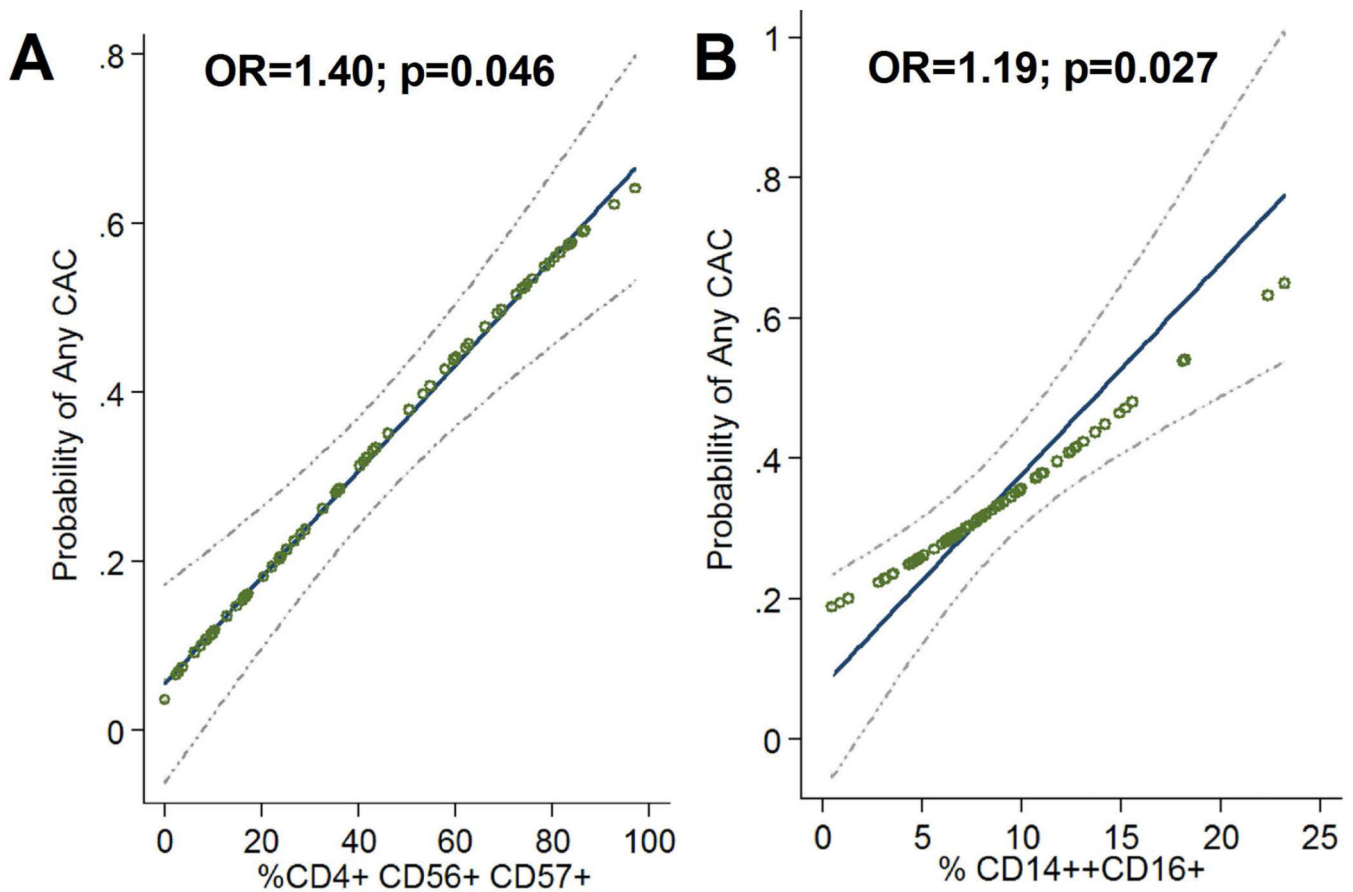 A
OR=1.40; p=0.046
Probability of Any CAC
.8
.6
.4
.2
0
0 20 40 60 80 100
%CD4+ CD56+ CD57+
B
OR=1.19; p=0.027
Probability of Any CAC
1
.8
.6
.4
.2
0
0 5 10 15 20 25
% CD14++CD16+